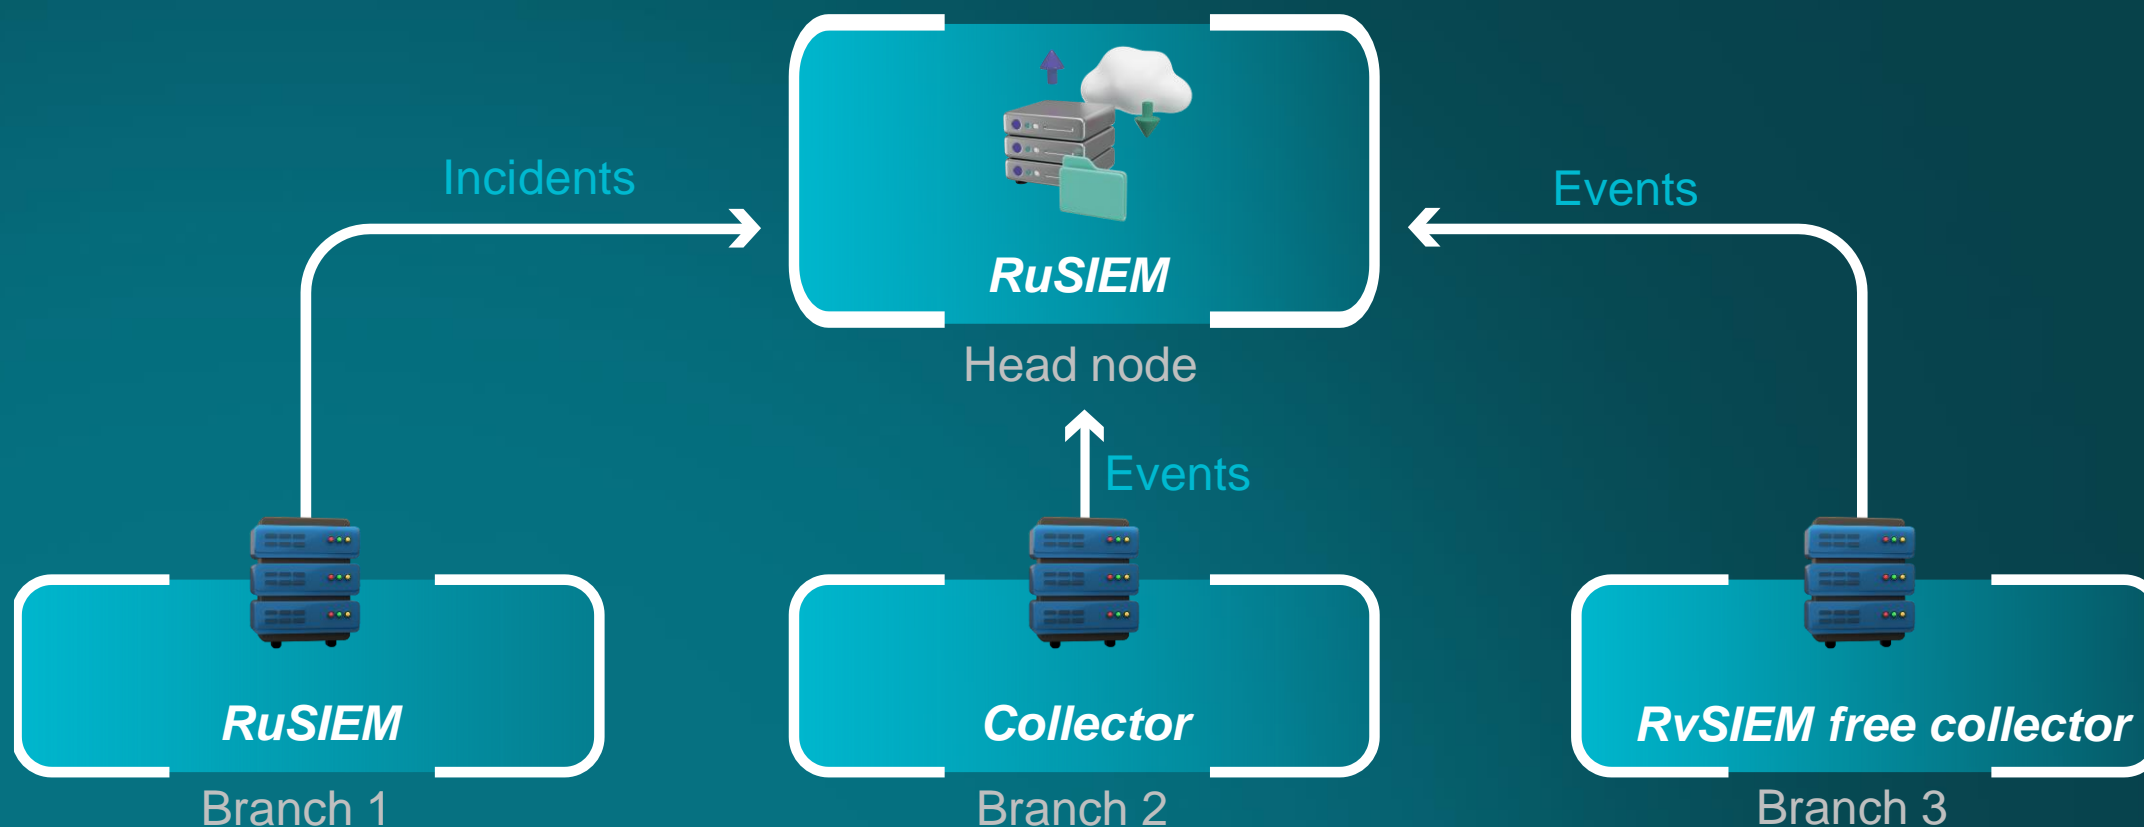 Incidents
Events
RuSIEM
Head node
Events
RuSIEM
Collector
RvSIEM free collector
Branch 1
Branch 2
Branch 3